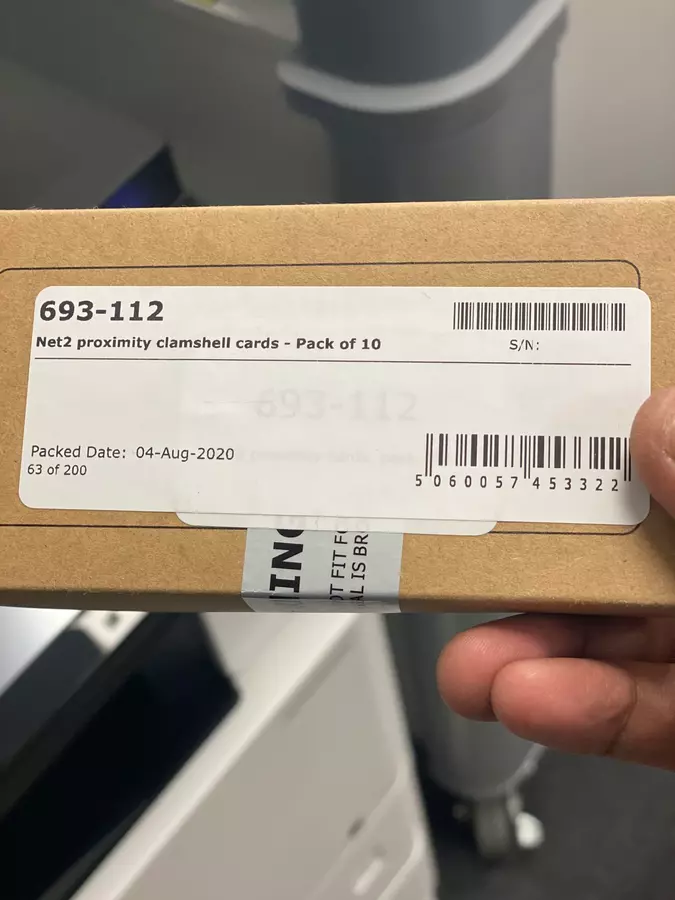 693-112
Net2 proximity clamshell cards - Pack of 10
S/N:
693-112
Packed Date: 04-Aug-2020
63 of 200
5 060057 453322
ING
OT FIT FO
AL IS BR